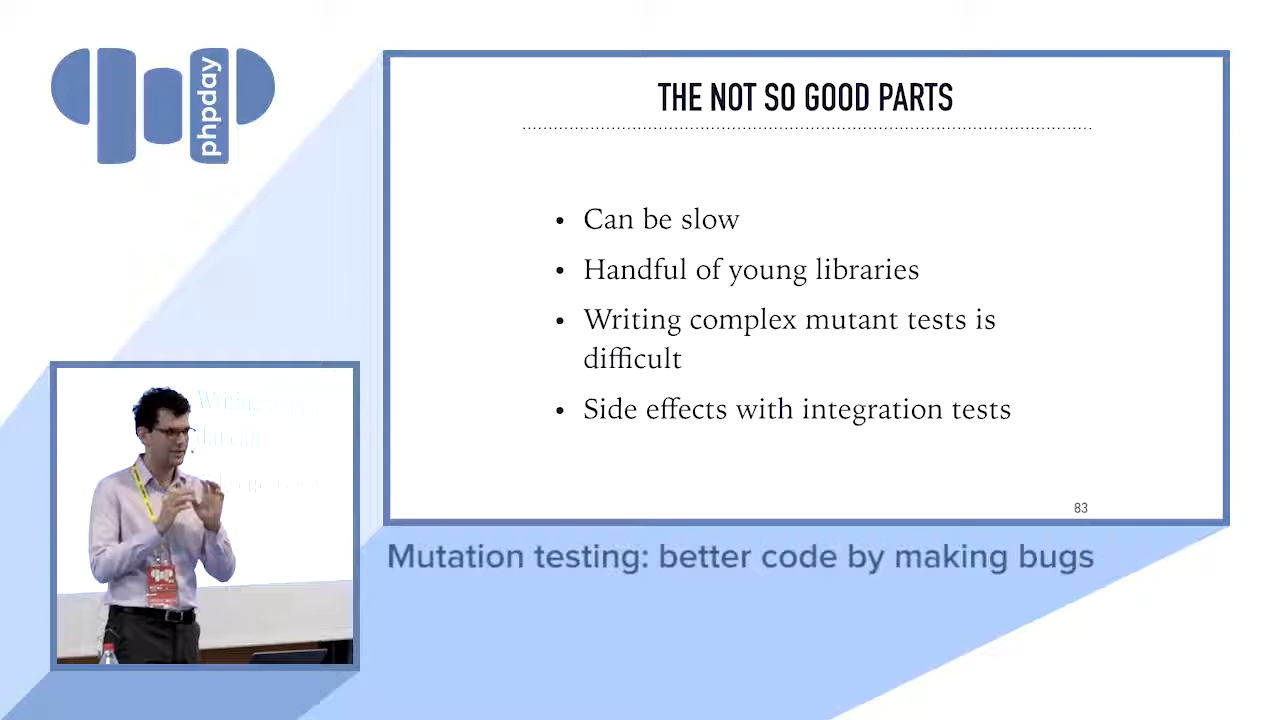 phpday
THE NOT SO GOOD PARTS
• Can be slow
• Handful of young libraries
• Writing complex mutant tests is
difficult
• Side effects with integration tests
83
Mutation testing: better code by making bugs
Writing